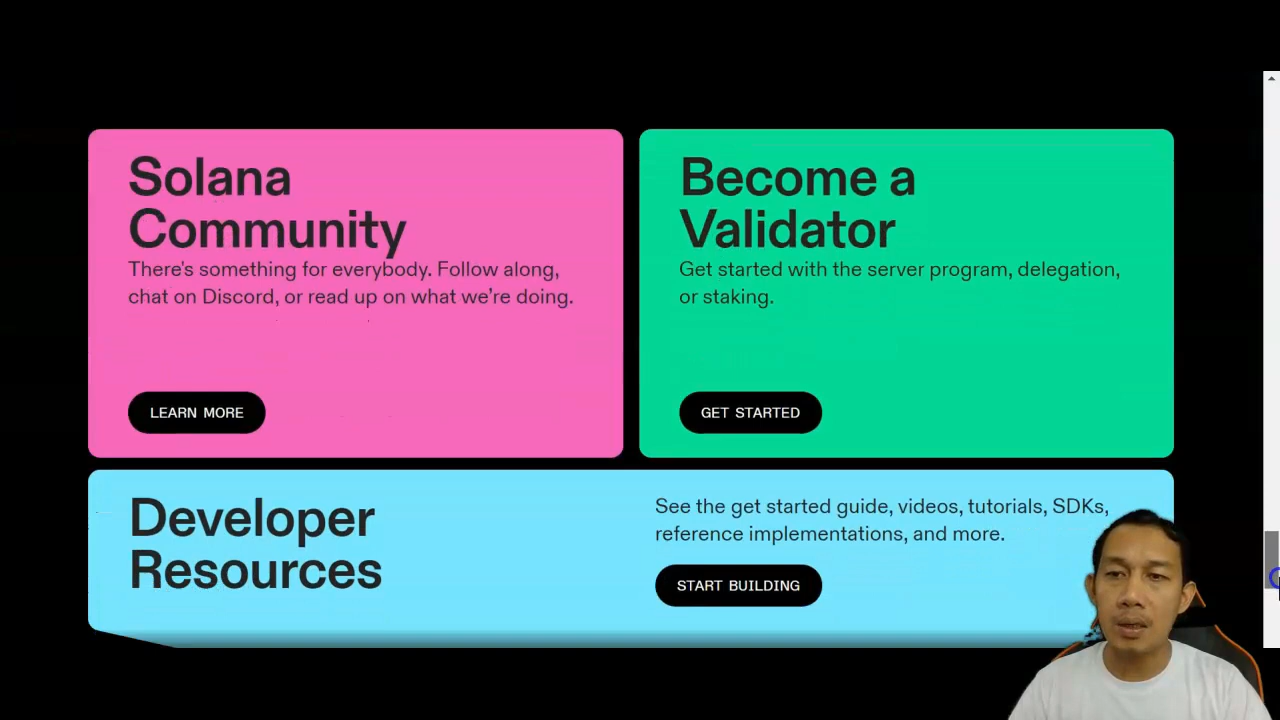 Solana
Community
There's something for everybody. Follow along,
chat on Discord, or read up on what we're doing.
LEARN MORE
Become a
Validator
Get started with the server program, delegation,
or staking.
GET STARTED
Developer
Resources
See the get started guide, videos, tutorials, SDKs,
reference implementations, and more.
START BUILDING